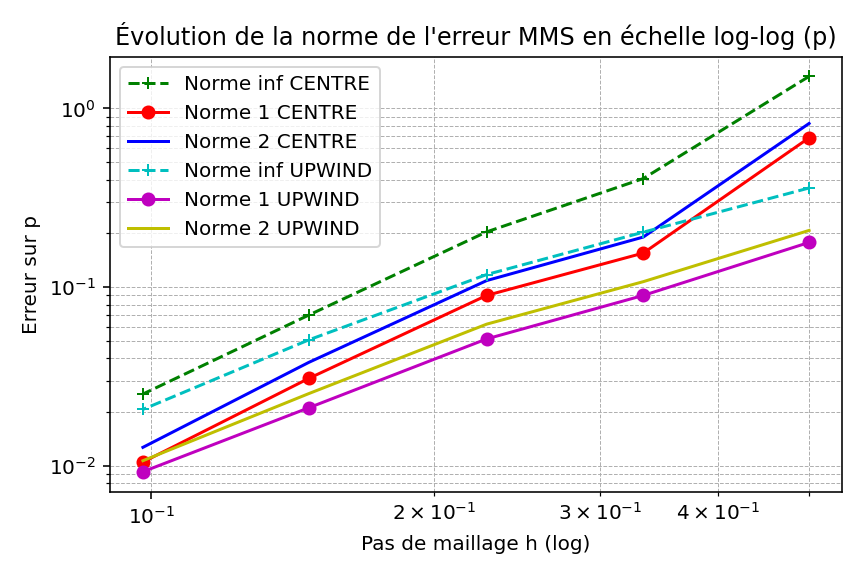 Évolution de la norme de l'erreur MMS en échelle log-log (p)
Norme inf CENTRE
Norme 1 CENTRE
Norme 2 CENTRE
Norme inf UPWIND
Norme 1 UPWIND
Norme 2 UPWIND
Erreur sur p
10⁰
10⁻¹
10⁻²
10⁻¹ 2 × 10⁻¹ 3 × 10⁻¹ 4 × 10⁻¹
Pas de maillage h (log)